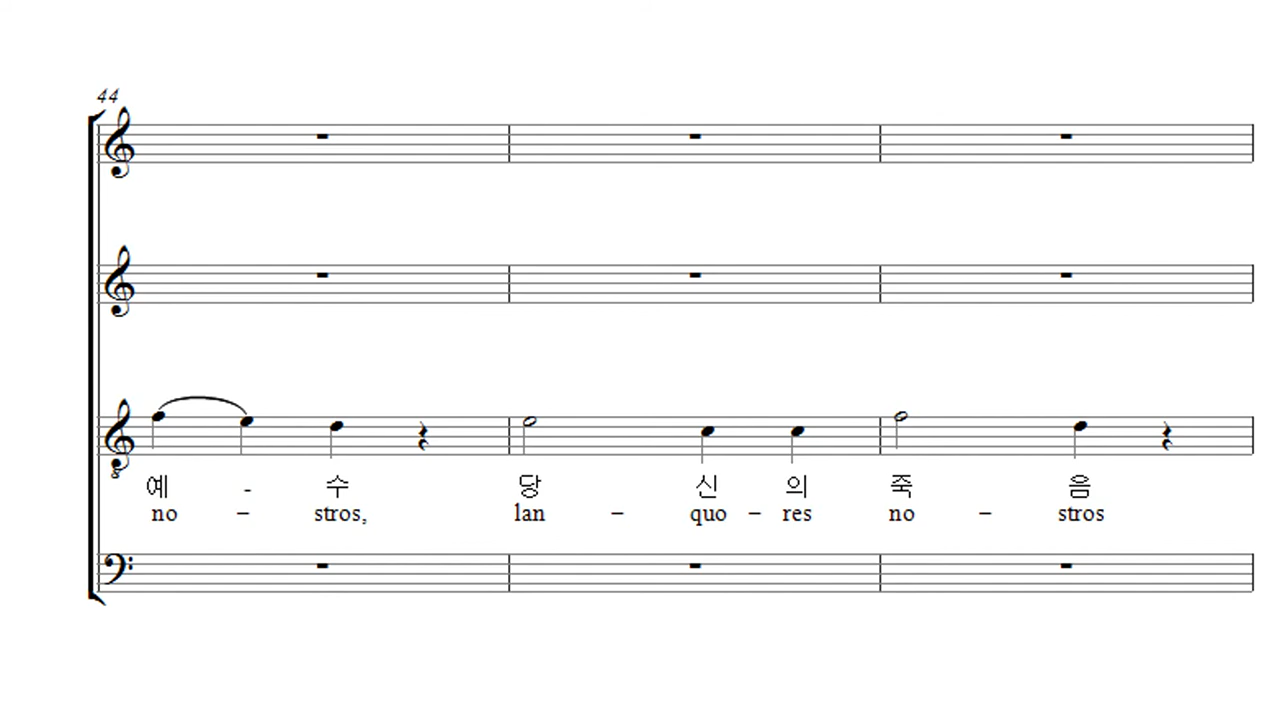 44
예 - 수 당 신 의 죽 음
no – stros, lan – quo – res no – stros